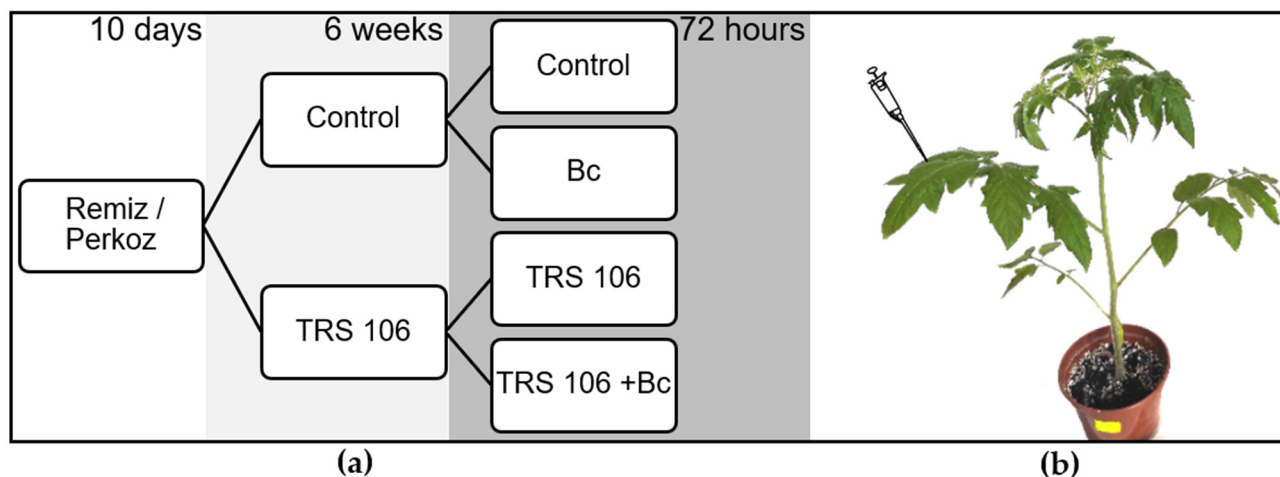 10 days
6 weeks
72 hours
Remiz /
Perkoz
Control
TRS 106
Control
Bc
TRS 106
TRS 106 +Bc
(a)
(b)